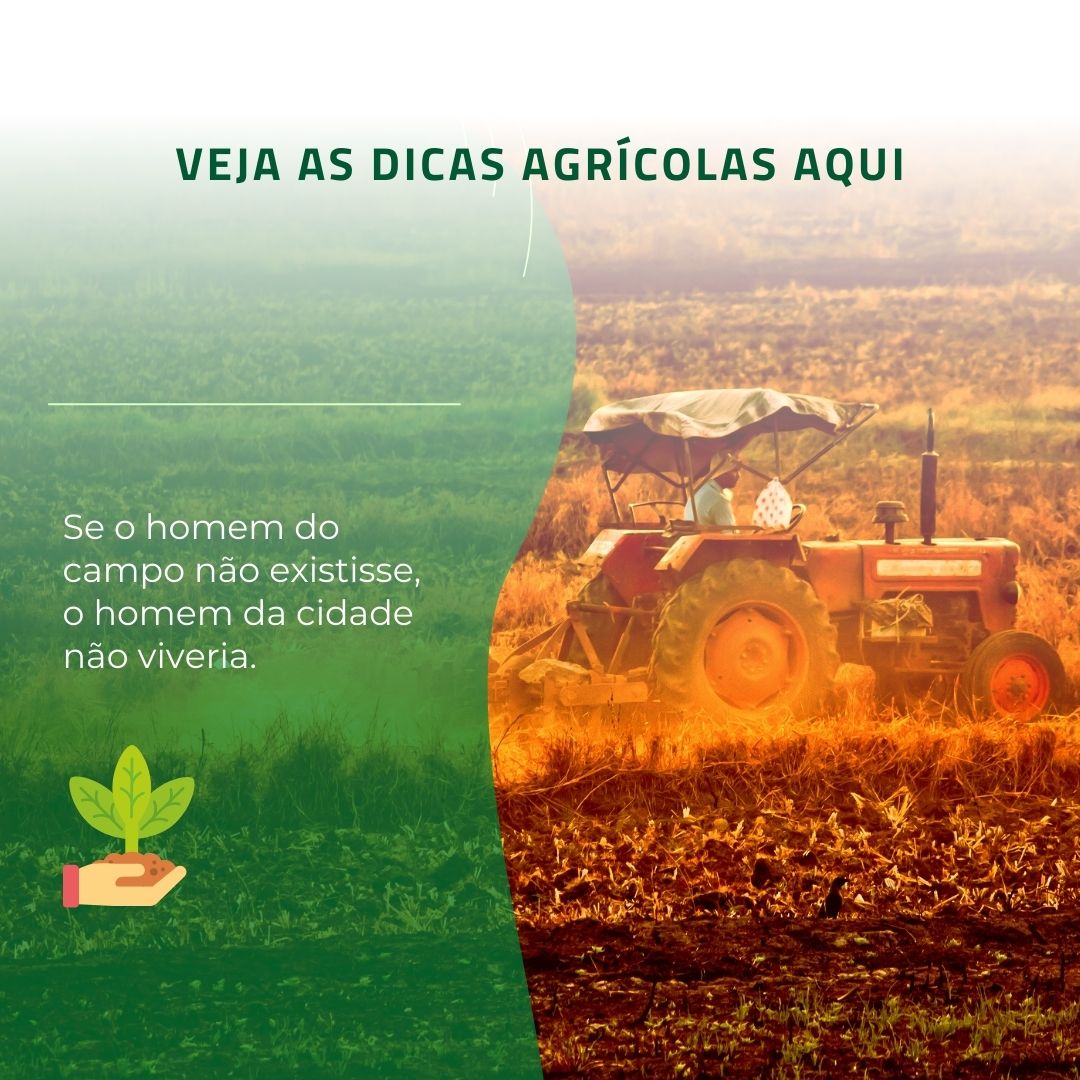 VEJA AS DICAS AGRÍCOLAS AQUI
Se o homem do
campo não existisse,
o homem da cidade
não viveria.